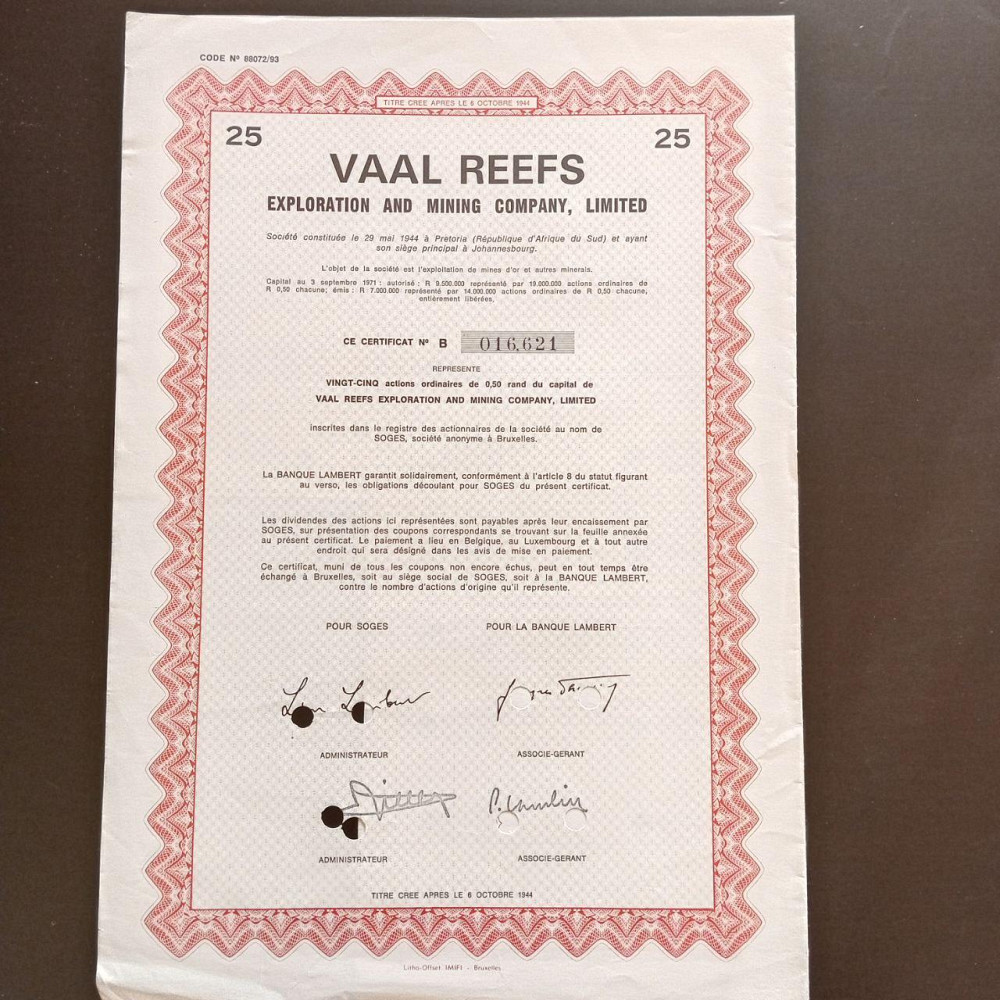 CODE Nº 88072/93
TITRE CREE APRES LE 6 OCTOBRE 1944
25 25
VAAL REEFS
EXPLORATION AND MINING COMPANY, LIMITED
Société constituée le 29 mai 1944 à Pretoria (République d'Afrique du Sud) et ayant
son siège principal à Johannesbourg.
L'objet de la société est l'exploitation de mines d'or et autres minerais.
Capital au 3 septembre 1971 : autorisé : R 9.500.000 représenté par 19.000.000 actions ordinaires de
R 0,50 chacune; émis : R 7.000.000 représenté par 14.000.000 actions ordinaires de R 0,50 chacune,
entièrement libérées.
CE CERTIFICAT Nº B 016,621
REPRESENTE
VINGT-CINQ actions ordinaires de 0,50 rand du capital de
VAAL REEFS EXPLORATION AND MINING COMPANY, LIMITED
inscrites dans le registre des actionnaires de la société au nom de
SOGES, société anonyme à Bruxelles.
La BANQUE LAMBERT garantit solidairement, conformément à l'article 8 du statut figurant
au verso, les obligations découlant pour SOGES du présent certificat.
Les dividendes des actions ici représentées sont payables après leur encaissement par
SOGES, sur présentation des coupons correspondants se trouvant sur la feuille annexée
au présent certificat. Le paiement a lieu en Belgique, au Luxembourg et à tout autre
endroit qui sera désigné dans les avis de mise en paiement.
Ce certificat, muni de tous les coupons non encore échus, peut en tout temps être
échangé à Bruxelles, soit au siège social de SOGES, soit à la BANQUE LAMBERT,
contre le nombre d'actions d'origine qu'il représente.
POUR SOGES POUR LA BANQUE LAMBERT
ADMINISTRATEUR ASSOCIE-GERANT
ADMINISTRATEUR ASSOCIE-GERANT
TITRE CREE APRES LE 6 OCTOBRE 1944
Litho-Offset IMIFI - Bruxelles